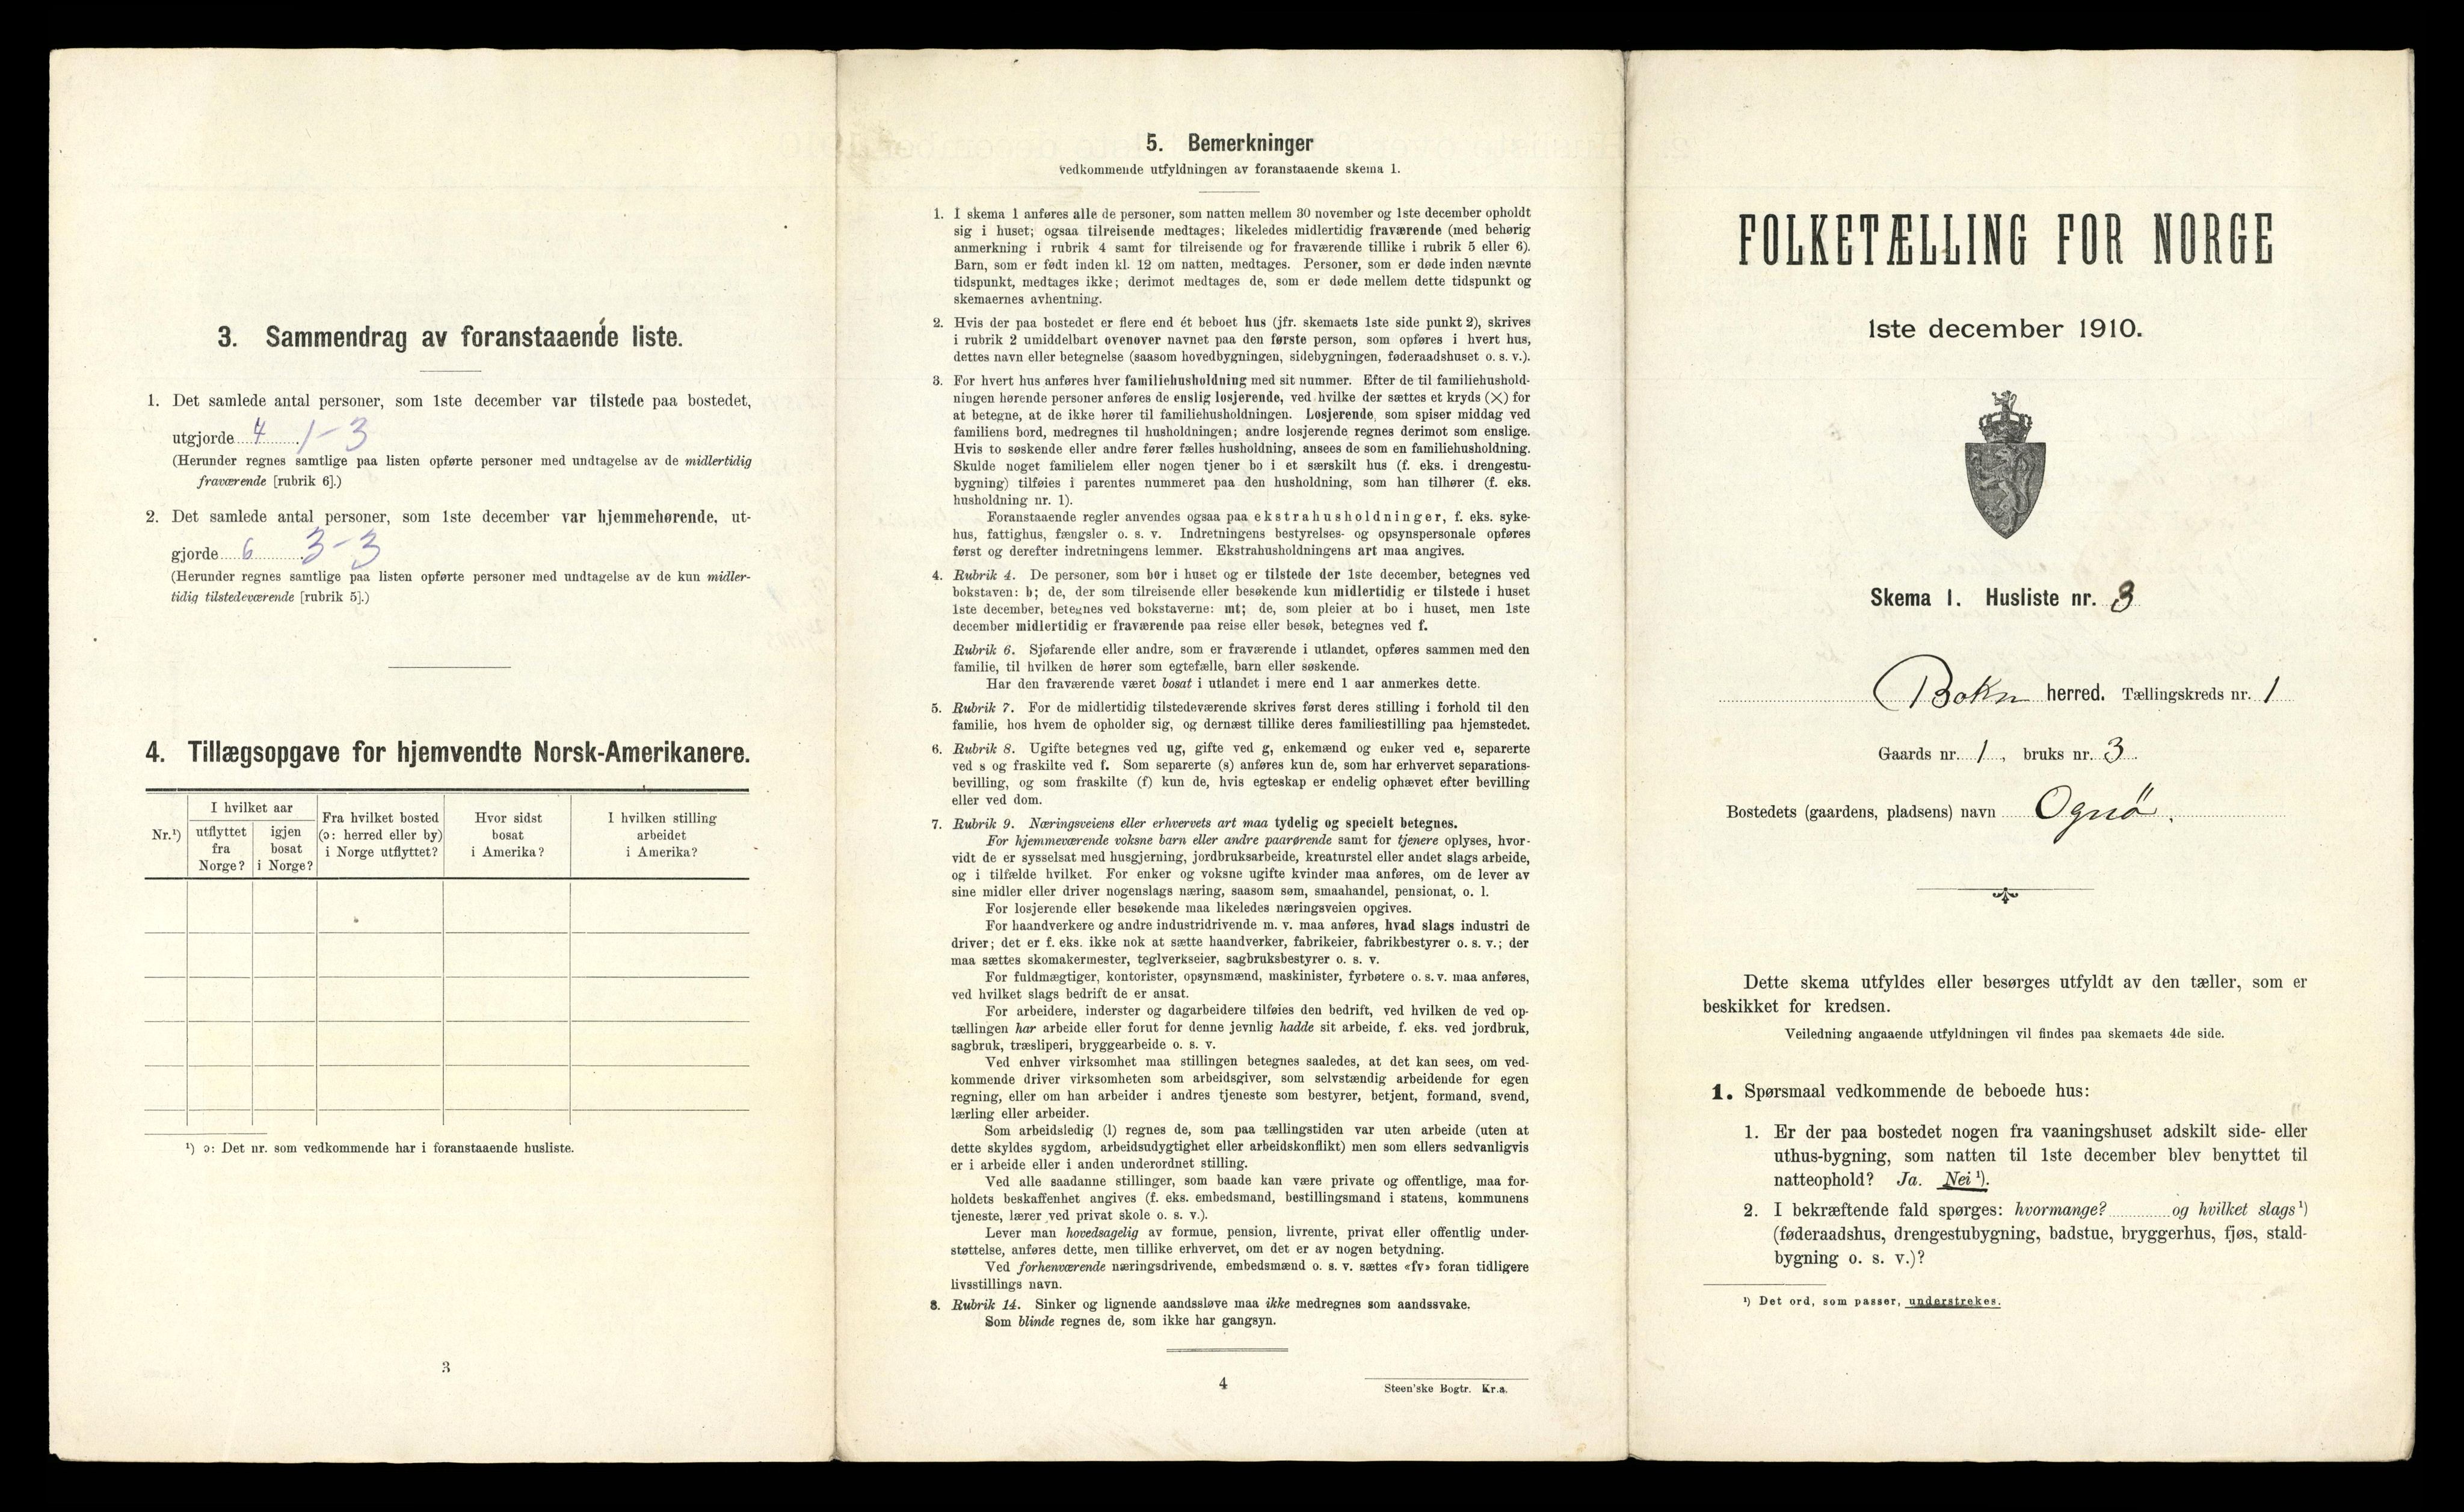 3. Sammendrag av foranstaaende liste.
1. Det samlede antal personer, som 1ste december var tilstede paa bostedet,
utgjorde 4 1-3
(Herunder regnes samtlige paa listen opførte personer med undtagelse av de midlertidig
fraværende [rubrik 6].)
2. Det samlede antal personer, som 1ste december var hjemmehørende, ut-
gjorde 6 3-3
(Herunder regnes samtlige paa listen opførte personer med undtagelse av de kun midler-
tidig tilstedeværende [rubrik 5].)
4. Tillægsopgave for hjemvendte Norsk-Amerikanere.
Nr.¹)
I hvilket aar
utflyttet
fra
Norge?
igjen
bosat
i Norge?
Fra hvilket bosted
(ɔ: herred eller by)
i Norge utflyttet?
Hvor sidst
bosat
i Amerika?
I hvilken stilling
arbeidet
i Amerika?
¹) ɔ: Det nr. som vedkommende har i foranstaaende husliste.
3
5. Bemerkninger
vedkommende utfyldningen av foranstaaende skema 1.
1. I skema 1 anføres alle de personer, som natten mellem 30 november og 1ste december opholdt
sig i huset; ogsaa tilreisende medtages; likeledes midlertidig fraværende (med behørig
anmerkning i rubrik 4 samt for tilreisende og for fraværende tillike i rubrik 5 eller 6).
Barn, som er født inden kl. 12 om natten, medtages. Personer, som er døde inden nævnte
tidspunkt, medtages ikke; derimot medtages de, som er døde mellem dette tidspunkt og
skemaernes avhentning.
2. Hvis der paa bostedet er flere end ét beboet hus (jfr. skemaets 1ste side punkt 2), skrives
i rubrik 2 umiddelbart ovenover navnet paa den første person, som opføres i hvert hus,
dettes navn eller betegnelse (saasom hovedbygningen, sidebygningen, føderaadshuset o. s. v.).
3. For hvert hus anføres hver familiehusholdning med sit nummer. Efter de til familiehushold-
ningen hørende personer anføres de enslig losjerende, ved hvilke der sættes et kryds (×) for
at betegne, at de ikke hører til familiehusholdningen. Losjerende, som spiser middag ved
familiens bord, medregnes til husholdningen; andre losjerende regnes derimot som enslige.
Hvis to søskende eller andre fører fælles husholdning, ansees de som en familiehusholdning.
Skulde noget familielem eller nogen tjener bo i et særskilt hus (f. eks. i drengestu-
bygning) tilføies i parentes nummeret paa den husholdning, som han tilhører (f. eks.
husholdning nr. 1).
Foranstaaende regler anvendes ogsaa paa ekstrahusholdninger, f. eks. syke-
hus, fattighus, fængsler o. s. v. Indretningens bestyrelses- og opsynspersonale opføres
først og derefter indretningens lemmer. Ekstrahusholdningens art maa angives.
4. Rubrik 4. De personer, som bor i huset og er tilstede der 1ste december, betegnes ved
bokstaven: b; de, der som tilreisende eller besøkende kun midlertidig er tilstede i huset
1ste december, betegnes ved bokstaverne: mt; de, som pleier at bo i huset, men 1ste
december midlertidig er fraværende paa reise eller besøk, betegnes ved f.
Rubrik 6. Sjøfarende eller andre, som er fraværende i utlandet, opføres sammen med den
familie, til hvilken de hører som egtefælle, barn eller søskende.
Har den fraværende været bosat i utlandet i mere end 1 aar anmerkes dette.
5. Rubrik 7. For de midlertidig tilstedeværende skrives først deres stilling i forhold til den
familie, hos hvem de opholder sig, og dernæst tillike deres familiestilling paa hjemstedet.
6. Rubrik 8. Ugifte betegnes ved ug, gifte ved g, enkemænd og enker ved e, separerte
ved s og fraskilte ved f. Som separerte (s) anføres kun de, som har erhvervet separations-
bevilling, og som fraskilte (f) kun de, hvis egteskap er endelig ophævet efter bevilling
eller ved dom.
7. Rubrik 9. Næringsveiens eller erhvervets art maa tydelig og specielt betegnes.
For hjemmeværende voksne barn eller andre paarørende samt for tjenere oplyses, hvor-
vidt de er sysselsat med husgjerning, jordbruksarbeide, kreaturstel eller andet slags arbeide,
og i tilfælde hvilket. For enker og voksne ugifte kvinder maa anføres, om de lever av
sine midler eller driver nogenslags næring, saasom søm, smaahandel, pensionat, o. l.
For losjerende eller besøkende maa likeledes næringsveien opgives.
For haandverkere og andre industridrivende m. v. maa anføres, hvad slags industri de
driver; det er f. eks. ikke nok at sætte haandverker, fabrikeier, fabrikbestyrer o. s. v.; der
maa sættes skomakermester, teglverkseier, sagbruksbestyrer o. s. v.
For fuldmægtiger, kontorister, opsynsmænd, maskinister, fyrbøtere o. s. v. maa anføres,
ved hvilket slags bedrift de er ansat.
For arbeidere, inderster og dagarbeidere tilføies den bedrift, ved hvilken de ved op-
tællingen har arbeide eller forut for denne jevnlig hadde sit arbeide, f. eks. ved jordbruk,
sagbruk, træsliperi, bryggearbeide o. s. v.
Ved enhver virksomhet maa stillingen betegnes saaledes, at det kan sees, om ved-
kommende driver virksomheten som arbeidsgiver, som selvstændig arbeidende for egen
regning, eller om han arbeider i andres tjeneste som bestyrer, betjent, formand, svend,
lærling eller arbeider.
Som arbeidsledig (l) regnes de, som paa tællingstiden var uten arbeide (uten at
dette skyldes sygdom, arbeidsudygtighet eller arbeidskonflikt) men som ellers sedvanligvis
er i arbeide eller i anden underordnet stilling.
Ved alle saadanne stillinger, som baade kan være private og offentlige, maa for-
holdets beskaffenhet angives (f. eks. embedsmand, bestillingsmand i statens, kommunens
tjeneste, lærer ved privat skole o. s. v.).
Lever man hovedsagelig av formue, pension, livrente, privat eller offentlig under-
støttelse, anføres dette, men tillike erhvervet, om det er av nogen betydning.
Ved forhenværende næringsdrivende, embedsmænd o. s. v. sættes «fv» foran tidligere
livsstillings navn.
8. Rubrik 14. Sinker og lignende aandssløve maa ikke medregnes som aandssvake.
Som blinde regnes de, som ikke har gangsyn.
4
Steen'ske Bogtr. Kr.a.
FOLKETÆLLING FOR NORGE
1ste december 1910.
Skema 1. Husliste nr. 3
Bokn herred. Tællingskreds nr. 1
Gaards nr. 1, bruks nr. 3.
Bostedets (gaardens, pladsens) navn Ognö.
Dette skema utfyldes eller besørges utfyldt av den tæller, som er
beskikket for kredsen.
Veiledning angaaende utfyldningen vil findes paa skemaets 4de side.
1. Spørsmaal vedkommende de beboede hus:
1. Er der paa bostedet nogen fra vaaningshuset adskilt side- eller
uthus-bygning, som natten til 1ste december blev benyttet til
natteophold? Ja. Nei ¹).
2. I bekræftende fald spørges: hvormange? og hvilket slags ¹)
(føderaadshus, drengestubygning, badstue, bryggerhus, fjøs, stald-
bygning o. s. v.)?
¹) Det ord, som passer, understrekes.